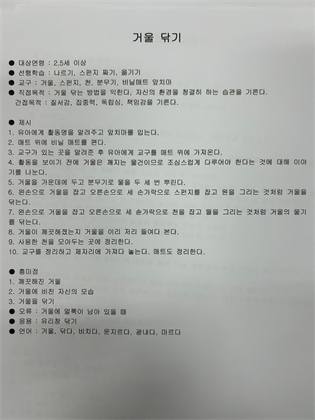 거울 닦기
● 대상연령 : 2.5세 이상
● 선행학습 : 나르기, 스펀지 짜기, 옮기기
● 교구 : 거울, 스펀지, 천, 분무기, 비닐매트 앞치마
● 직접목적 : 거울 닦는 방법을 익힌다, 자신의 환경을 청결히 하는 습관을 기른다.
간접목적 : 질서감, 집중력, 독립심, 책임감을 기른다.
● 제시
1. 유아에게 활동명을 알려주고 앞치마를 입는다.
2. 매트 위에 비닐 매트를 편다.
3. 교구가 있는 곳을 알려준 후 유아에게 교구를 매트 위에 가져온다.
4. 활동을 보이기 전에 거울은 깨지는 물건이므로 조심스럽게 다루어야 한다는 것에 대해 이야
기를 나눈다.
5. 거울을 가운데에 두고 분무기로 물을 두 세 번 뿌린다.
6. 왼손으로 거울을 잡고 오른손으로 세 손가락으로 스펀지를 잡고 원을 그리는 것처럼 거울을
닦는다.
7. 왼손으로 거울을 잡고 오른손으로 세 손가락으로 천을 잡고 원을 그리는 것처럼 거울의 물기
를 닦는다.
8. 거울이 깨끗해졌는지 거울을 이리 저리 들여다 본다.
9. 사용한 천을 모아두는 곳에 정리한다.
10. 교구를 정리하고 제자리에 가져다 놓는다. 매트도 정리한다.
● 흥미점
1. 깨끗해진 거울
2. 거울에 비친 자신의 모습
3. 거울을 닦기
● 오류 : 거울에 얼룩이 남아 있을 때
● 응용 : 유리창 닦기
● 언어 : 거울, 닦다, 비치다, 문지르다, 광내다, 마르다